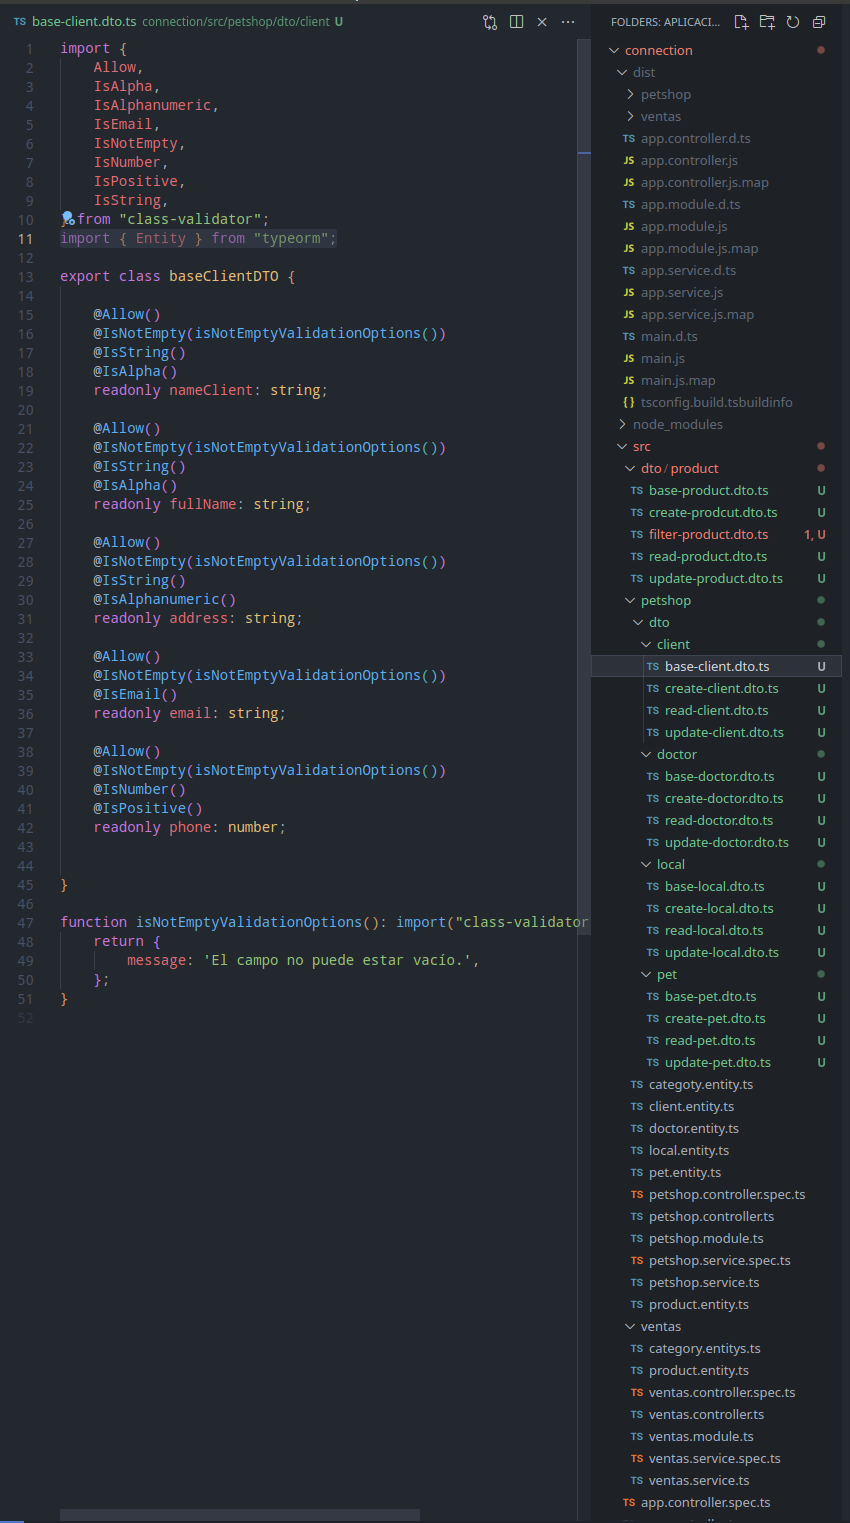 TS base-client.dto.ts connection/src/petshop/dto/client U
1 import {
2 Allow,
3 IsAlpha,
4 IsAlphanumeric,
5 IsEmail,
6 IsNotEmpty,
7 IsNumber,
8 IsPositive,
9 IsString,
10 } from "class-validator";
11 import { Entity } from "typeorm";
12
13 export class baseClientDTO {
14
15 @Allow()
16 @IsNotEmpty(isNotEmptyValidationOptions())
17 @IsString()
18 @IsAlpha()
19 readonly nameClient: string;
20
21 @Allow()
22 @IsNotEmpty(isNotEmptyValidationOptions())
23 @IsString()
24 @IsAlpha()
25 readonly fullName: string;
26
27 @Allow()
28 @IsNotEmpty(isNotEmptyValidationOptions())
29 @IsString()
30 @IsAlphanumeric()
31 readonly address: string;
32
33 @Allow()
34 @IsNotEmpty(isNotEmptyValidationOptions())
35 @IsEmail()
36 readonly email: string;
37
38 @Allow()
39 @IsNotEmpty(isNotEmptyValidationOptions())
40 @IsNumber()
41 @IsPositive()
42 readonly phone: number;
43
44
45 }
46
47 function isNotEmptyValidationOptions(): import("class-validator
48 return {
49 message: 'El campo no puede estar vacío.',
50 };
51 }
52
FOLDERS: APLICACI...
connection
dist
petshop
ventas
TS app.controller.d.ts
JS app.controller.js
JS app.controller.js.map
TS app.module.d.ts
JS app.module.js
JS app.module.js.map
TS app.service.d.ts
JS app.service.js
JS app.service.js.map
TS main.d.ts
JS main.js
JS main.js.map
{} tsconfig.build.tsbuildinfo
node_modules
src
dto / product
TS base-product.dto.ts U
TS create-prodcut.dto.ts U
TS filter-product.dto.ts 1, U
TS read-product.dto.ts U
TS update-product.dto.ts U
petshop
dto
client
TS base-client.dto.ts U
TS create-client.dto.ts U
TS read-client.dto.ts U
TS update-client.dto.ts U
doctor
TS base-doctor.dto.ts U
TS create-doctor.dto.ts U
TS read-doctor.dto.ts U
TS update-doctor.dto.ts U
local
TS base-local.dto.ts U
TS create-local.dto.ts U
TS read-local.dto.ts U
TS update-local.dto.ts U
pet
TS base-pet.dto.ts U
TS create-pet.dto.ts U
TS read-pet.dto.ts U
TS update-pet.dto.ts U
TS categoty.entity.ts
TS client.entity.ts
TS doctor.entity.ts
TS local.entity.ts
TS pet.entity.ts
TS petshop.controller.spec.ts
TS petshop.controller.ts
TS petshop.module.ts
TS petshop.service.spec.ts
TS petshop.service.ts
TS product.entity.ts
ventas
TS category.entitys.ts
TS product.entity.ts
TS ventas.controller.spec.ts
TS ventas.controller.ts
TS ventas.module.ts
TS ventas.service.spec.ts
TS ventas.service.ts
TS app.controller.spec.ts